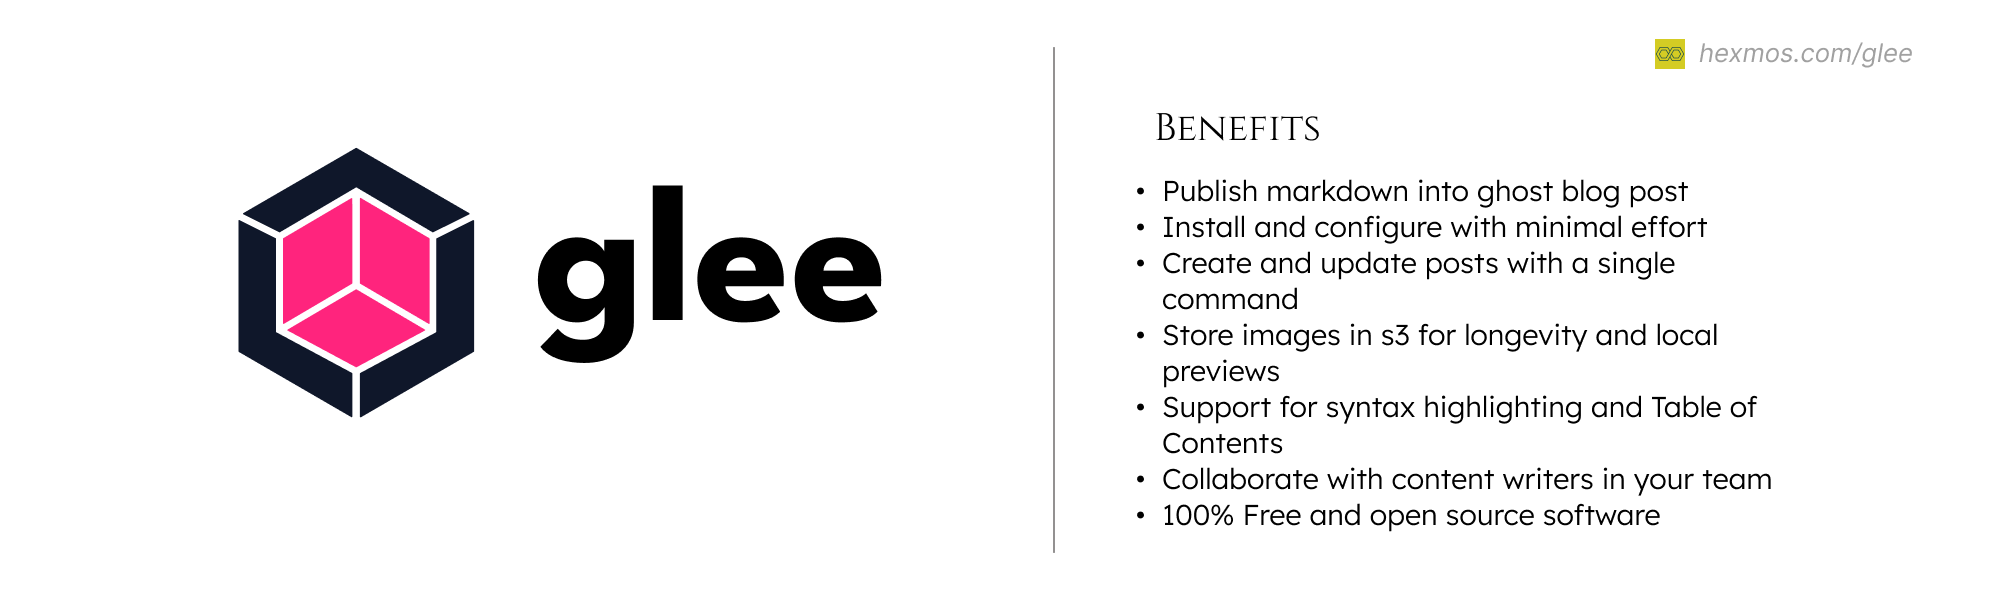 glee
hexmos.com/glee
BENEFITS
• Publish markdown into ghost blog post
• Install and configure with minimal effort
• Create and update posts with a single
command
• Store images in s3 for longevity and local
previews
• Support for syntax highlighting and Table of
Contents
• Collaborate with content writers in your team
• 100% Free and open source software